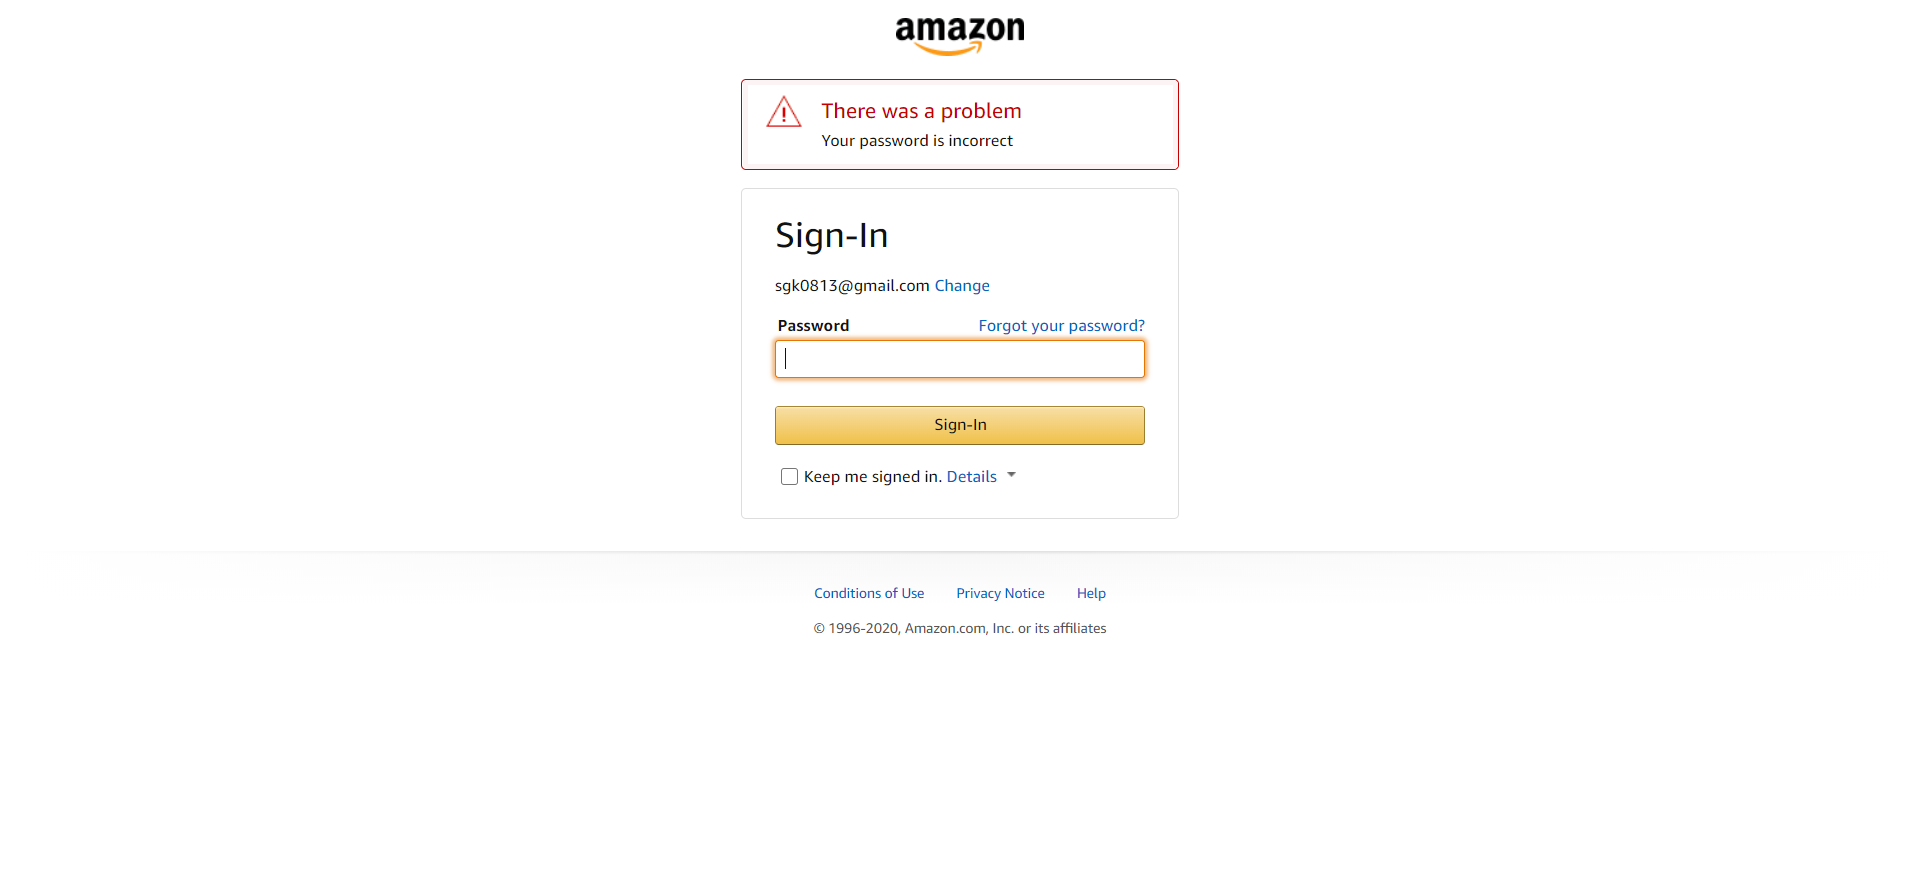 amazon
There was a problem
Your password is incorrect
Sign-In
sgk0813@gmail.com Change
Password Forgot your password?
Sign-In
Keep me signed in. Details
Conditions of Use Privacy Notice Help
© 1996-2020, Amazon.com, Inc. or its affiliates